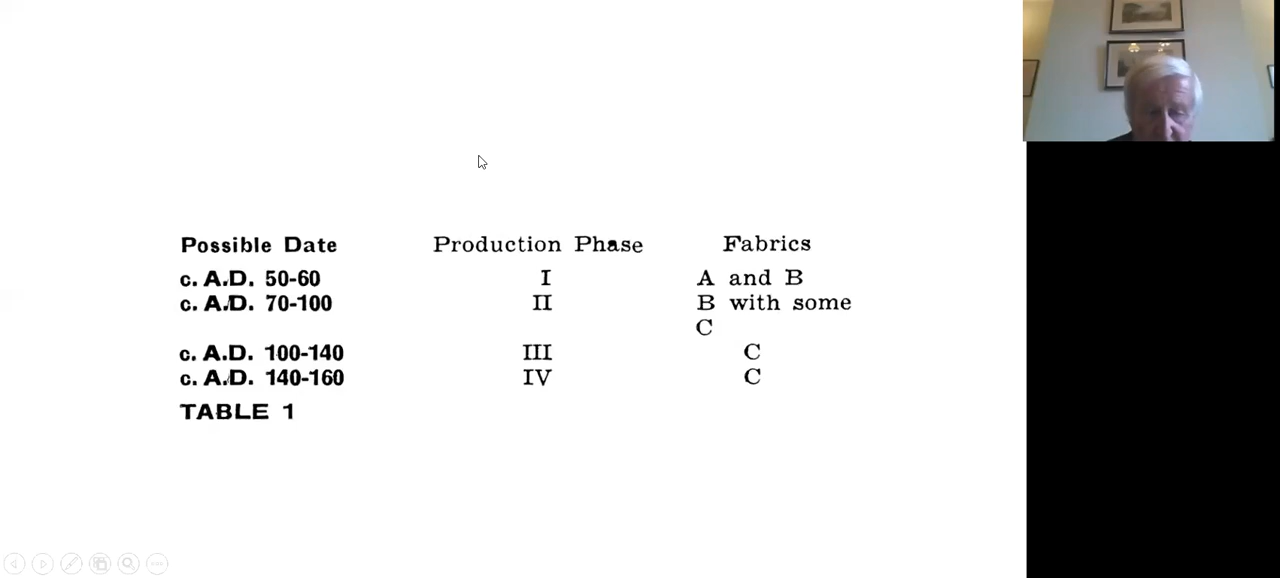 Possible Date Production Phase Fabrics
c. A.D. 50-60 I A and B
c. A.D. 70-100 II B with some
C
c. A.D. 100-140 III C
c. A.D. 140-160 IV C
TABLE 1